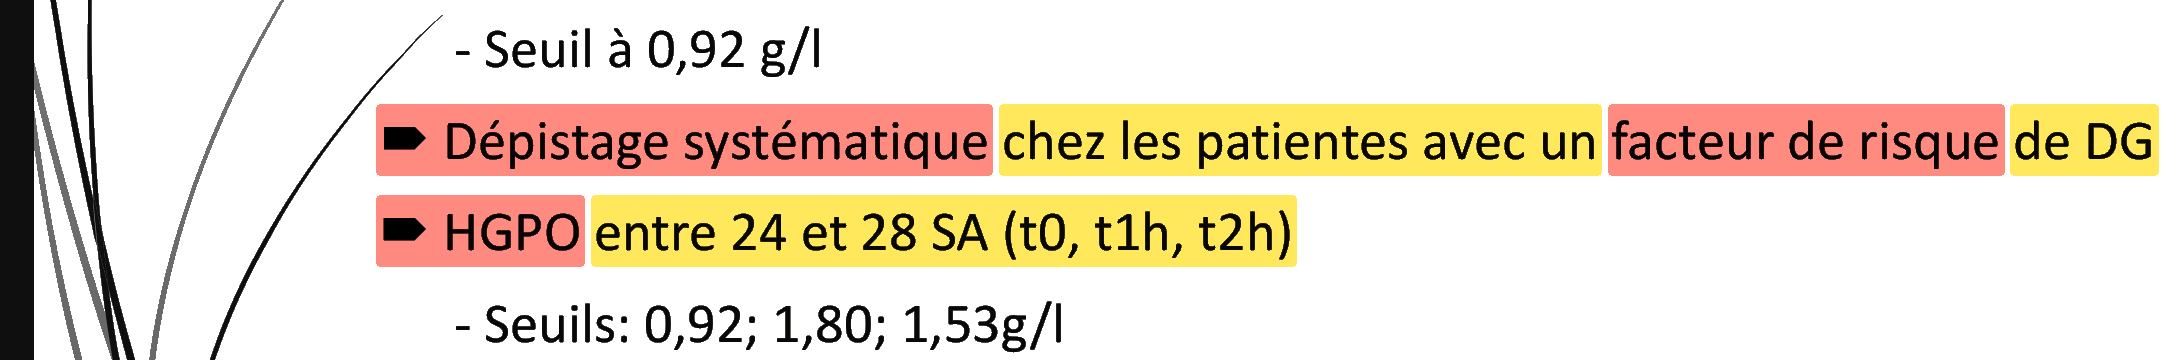 - Seuil à 0,92 g/l
Dépistage systématique chez les patientes avec un facteur de risque de DG
HGPO entre 24 et 28 SA (t0, t1h, t2h)
- Seuils: 0,92; 1,80; 1,53g/l